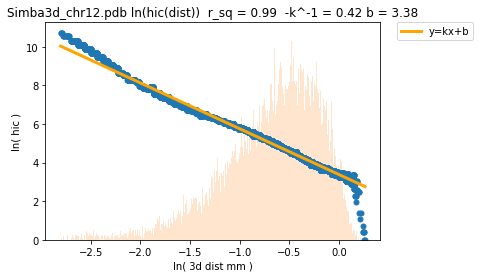 Simba3d_chr12.pdb ln(hic(dist))  r_sq = 0.99  -k^-1 = 0.42 b = 3.38
y=kx+b
10
8
6
4
2
0
ln( hic )
−2.5 −2.0 −1.5 −1.0 −0.5 0.0
ln( 3d dist mm )